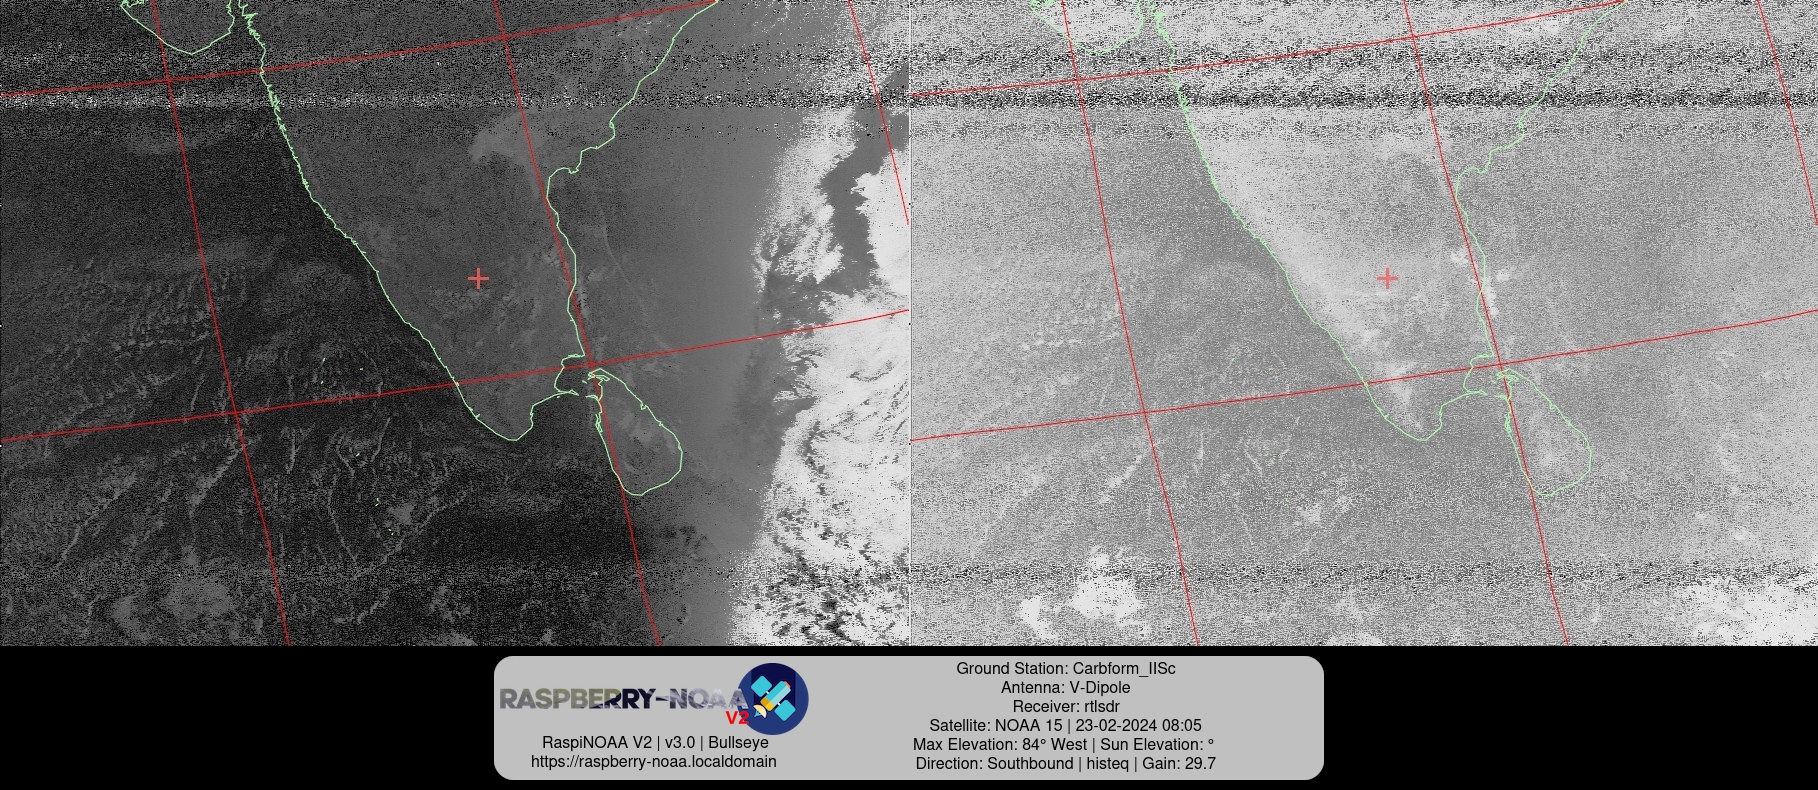 RASPBERRY-NOAA
V2
RaspiNOAA V2 | v3.0 | Bullseye
https://raspberry-noaa.localdomain
Ground Station: Carbform_IISc
Antenna: V-Dipole
Receiver: rtlsdr
Satellite: NOAA 15 | 23-02-2024 08:05
Max Elevation: 84° West | Sun Elevation: °
Direction: Southbound | histeq | Gain: 29.7